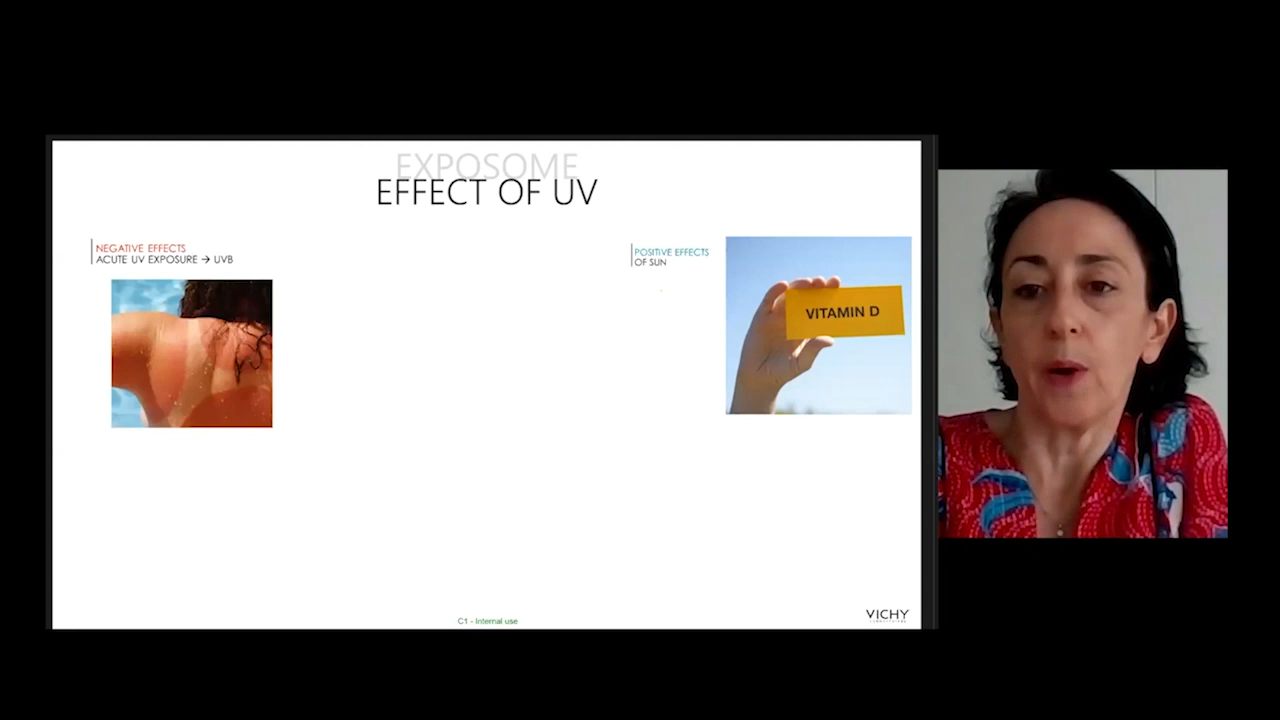 EXPOSOME
EFFECT OF UV
NEGATIVE EFFECTS
ACUTE UV EXPOSURE → UVB
POSITIVE EFFECTS
OF SUN
VITAMIN D
C1 - Internal use
VICHY